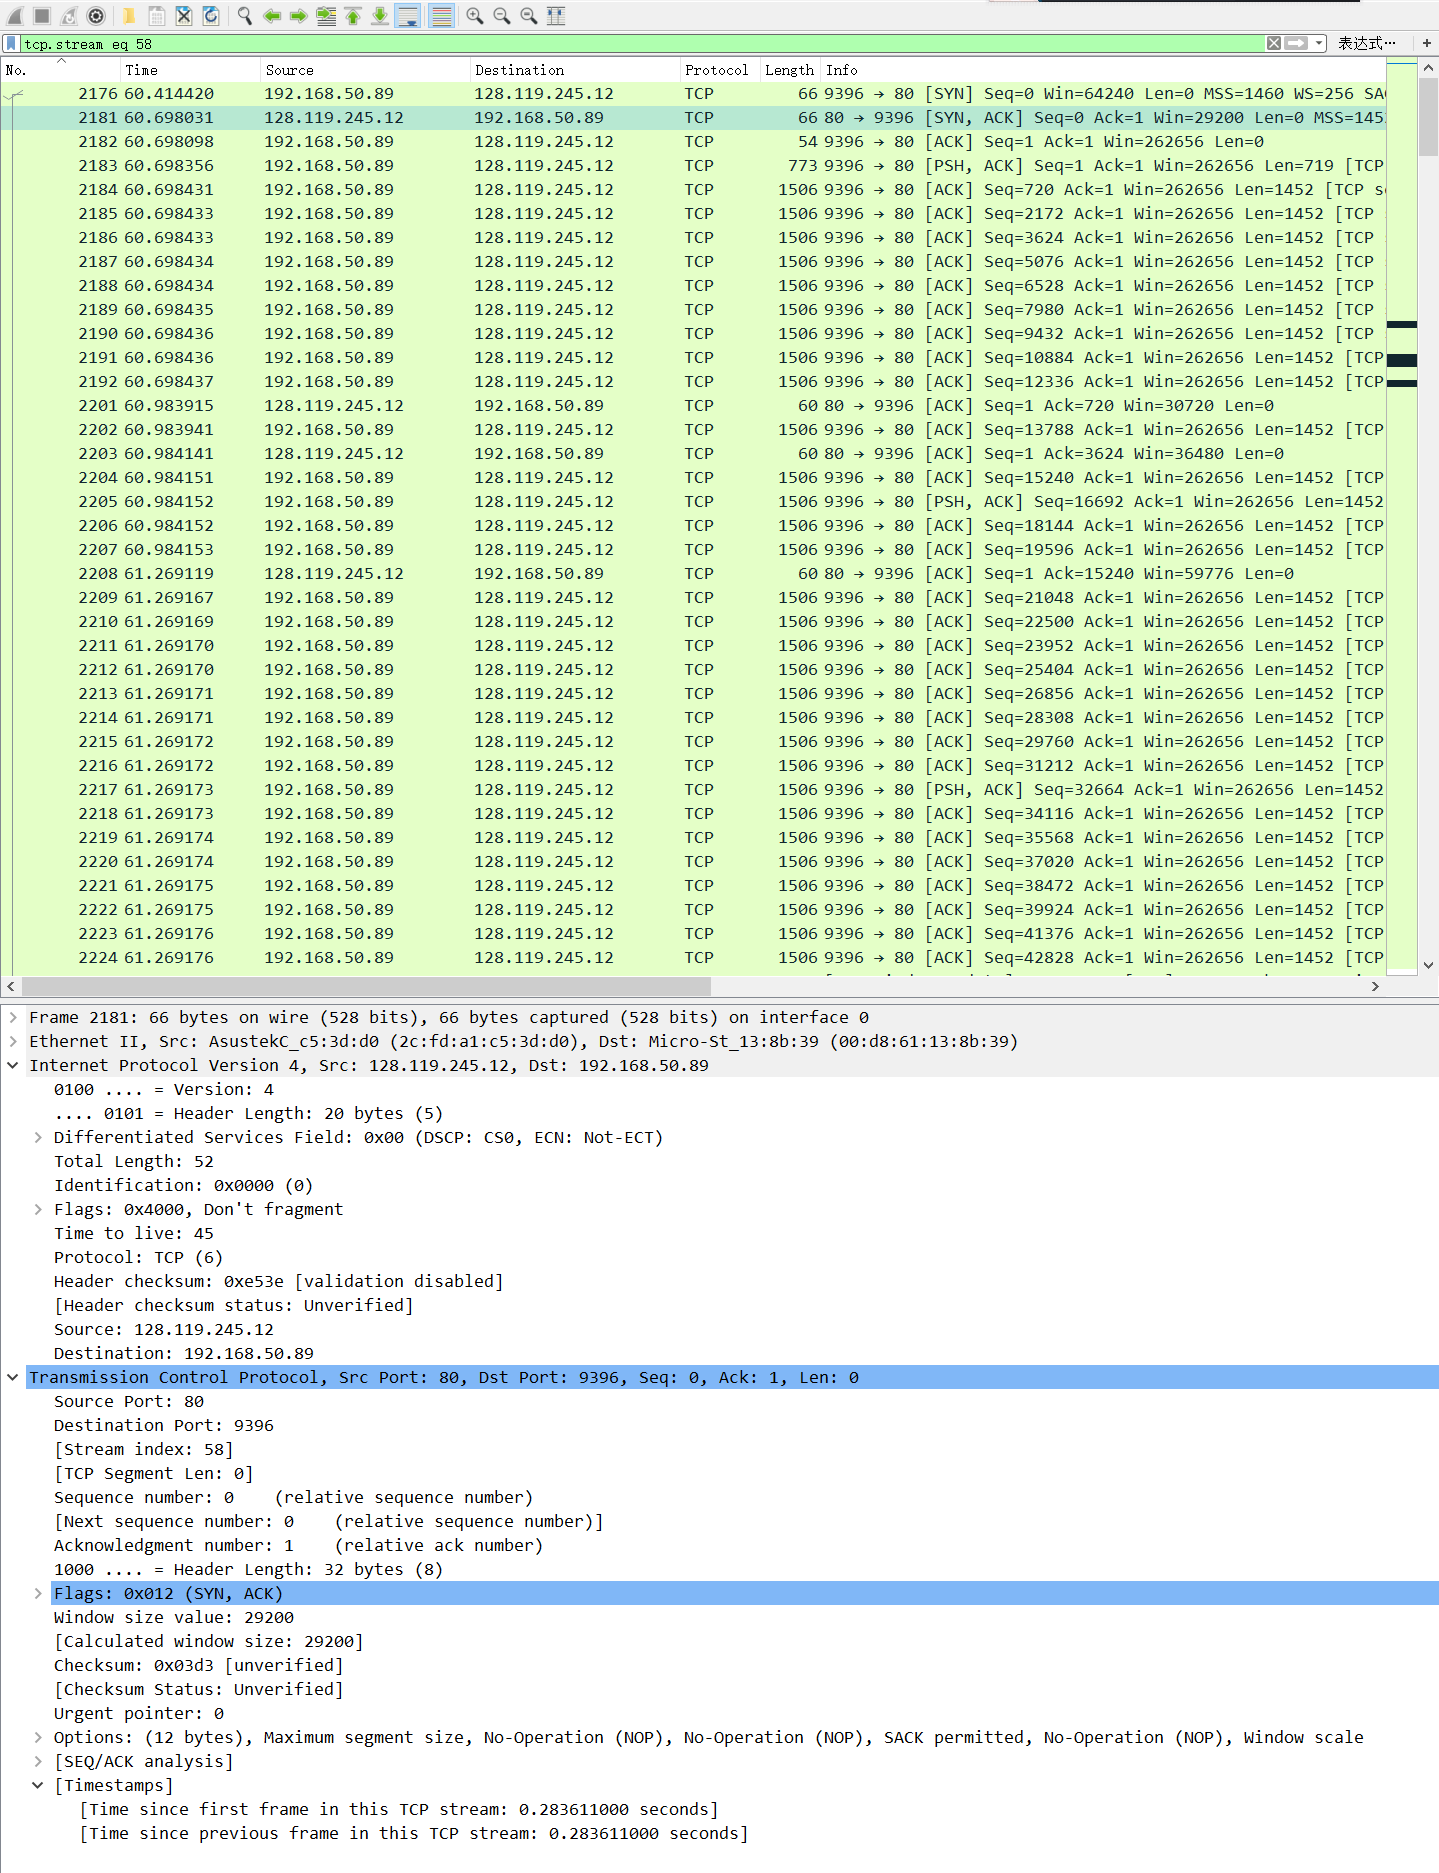 tcp.stream eq 58 表达式… +
No. Time Source Destination Protocol Length Info
2176 60.414420 192.168.50.89 128.119.245.12 TCP 66 9396 → 80 [SYN] Seq=0 Win=64240 Len=0 MSS=1460 WS=256 SA
2181 60.698031 128.119.245.12 192.168.50.89 TCP 66 80 → 9396 [SYN, ACK] Seq=0 Ack=1 Win=29200 Len=0 MSS=145
2182 60.698098 192.168.50.89 128.119.245.12 TCP 54 9396 → 80 [ACK] Seq=1 Ack=1 Win=262656 Len=0
2183 60.698356 192.168.50.89 128.119.245.12 TCP 773 9396 → 80 [PSH, ACK] Seq=1 Ack=1 Win=262656 Len=719 [TCP
2184 60.698431 192.168.50.89 128.119.245.12 TCP 1506 9396 → 80 [ACK] Seq=720 Ack=1 Win=262656 Len=1452 [TCP s
2185 60.698433 192.168.50.89 128.119.245.12 TCP 1506 9396 → 80 [ACK] Seq=2172 Ack=1 Win=262656 Len=1452 [TCP
2186 60.698433 192.168.50.89 128.119.245.12 TCP 1506 9396 → 80 [ACK] Seq=3624 Ack=1 Win=262656 Len=1452 [TCP
2187 60.698434 192.168.50.89 128.119.245.12 TCP 1506 9396 → 80 [ACK] Seq=5076 Ack=1 Win=262656 Len=1452 [TCP
2188 60.698434 192.168.50.89 128.119.245.12 TCP 1506 9396 → 80 [ACK] Seq=6528 Ack=1 Win=262656 Len=1452 [TCP
2189 60.698435 192.168.50.89 128.119.245.12 TCP 1506 9396 → 80 [ACK] Seq=7980 Ack=1 Win=262656 Len=1452 [TCP
2190 60.698436 192.168.50.89 128.119.245.12 TCP 1506 9396 → 80 [ACK] Seq=9432 Ack=1 Win=262656 Len=1452 [TCP
2191 60.698436 192.168.50.89 128.119.245.12 TCP 1506 9396 → 80 [ACK] Seq=10884 Ack=1 Win=262656 Len=1452 [TCP
2192 60.698437 192.168.50.89 128.119.245.12 TCP 1506 9396 → 80 [ACK] Seq=12336 Ack=1 Win=262656 Len=1452 [TCP
2201 60.983915 128.119.245.12 192.168.50.89 TCP 60 80 → 9396 [ACK] Seq=1 Ack=720 Win=30720 Len=0
2202 60.983941 192.168.50.89 128.119.245.12 TCP 1506 9396 → 80 [ACK] Seq=13788 Ack=1 Win=262656 Len=1452 [TCP
2203 60.984141 128.119.245.12 192.168.50.89 TCP 60 80 → 9396 [ACK] Seq=1 Ack=3624 Win=36480 Len=0
2204 60.984151 192.168.50.89 128.119.245.12 TCP 1506 9396 → 80 [ACK] Seq=15240 Ack=1 Win=262656 Len=1452 [TCP
2205 60.984152 192.168.50.89 128.119.245.12 TCP 1506 9396 → 80 [PSH, ACK] Seq=16692 Ack=1 Win=262656 Len=1452
2206 60.984152 192.168.50.89 128.119.245.12 TCP 1506 9396 → 80 [ACK] Seq=18144 Ack=1 Win=262656 Len=1452 [TCP
2207 60.984153 192.168.50.89 128.119.245.12 TCP 1506 9396 → 80 [ACK] Seq=19596 Ack=1 Win=262656 Len=1452 [TCP
2208 61.269119 128.119.245.12 192.168.50.89 TCP 60 80 → 9396 [ACK] Seq=1 Ack=15240 Win=59776 Len=0
2209 61.269167 192.168.50.89 128.119.245.12 TCP 1506 9396 → 80 [ACK] Seq=21048 Ack=1 Win=262656 Len=1452 [TCP
2210 61.269169 192.168.50.89 128.119.245.12 TCP 1506 9396 → 80 [ACK] Seq=22500 Ack=1 Win=262656 Len=1452 [TCP
2211 61.269170 192.168.50.89 128.119.245.12 TCP 1506 9396 → 80 [ACK] Seq=23952 Ack=1 Win=262656 Len=1452 [TCP
2212 61.269170 192.168.50.89 128.119.245.12 TCP 1506 9396 → 80 [ACK] Seq=25404 Ack=1 Win=262656 Len=1452 [TCP
2213 61.269171 192.168.50.89 128.119.245.12 TCP 1506 9396 → 80 [ACK] Seq=26856 Ack=1 Win=262656 Len=1452 [TCP
2214 61.269171 192.168.50.89 128.119.245.12 TCP 1506 9396 → 80 [ACK] Seq=28308 Ack=1 Win=262656 Len=1452 [TCP
2215 61.269172 192.168.50.89 128.119.245.12 TCP 1506 9396 → 80 [ACK] Seq=29760 Ack=1 Win=262656 Len=1452 [TCP
2216 61.269172 192.168.50.89 128.119.245.12 TCP 1506 9396 → 80 [ACK] Seq=31212 Ack=1 Win=262656 Len=1452 [TCP
2217 61.269173 192.168.50.89 128.119.245.12 TCP 1506 9396 → 80 [PSH, ACK] Seq=32664 Ack=1 Win=262656 Len=1452
2218 61.269173 192.168.50.89 128.119.245.12 TCP 1506 9396 → 80 [ACK] Seq=34116 Ack=1 Win=262656 Len=1452 [TCP
2219 61.269174 192.168.50.89 128.119.245.12 TCP 1506 9396 → 80 [ACK] Seq=35568 Ack=1 Win=262656 Len=1452 [TCP
2220 61.269174 192.168.50.89 128.119.245.12 TCP 1506 9396 → 80 [ACK] Seq=37020 Ack=1 Win=262656 Len=1452 [TCP
2221 61.269175 192.168.50.89 128.119.245.12 TCP 1506 9396 → 80 [ACK] Seq=38472 Ack=1 Win=262656 Len=1452 [TCP
2222 61.269175 192.168.50.89 128.119.245.12 TCP 1506 9396 → 80 [ACK] Seq=39924 Ack=1 Win=262656 Len=1452 [TCP
2223 61.269176 192.168.50.89 128.119.245.12 TCP 1506 9396 → 80 [ACK] Seq=41376 Ack=1 Win=262656 Len=1452 [TCP
2224 61.269176 192.168.50.89 128.119.245.12 TCP 1506 9396 → 80 [ACK] Seq=42828 Ack=1 Win=262656 Len=1452 [TCP
Frame 2181: 66 bytes on wire (528 bits), 66 bytes captured (528 bits) on interface 0
Ethernet II, Src: AsustekC_c5:3d:d0 (2c:fd:a1:c5:3d:d0), Dst: Micro-St_13:8b:39 (00:d8:61:13:8b:39)
Internet Protocol Version 4, Src: 128.119.245.12, Dst: 192.168.50.89
0100 .... = Version: 4
.... 0101 = Header Length: 20 bytes (5)
Differentiated Services Field: 0x00 (DSCP: CS0, ECN: Not-ECT)
Total Length: 52
Identification: 0x0000 (0)
Flags: 0x4000, Don't fragment
Time to live: 45
Protocol: TCP (6)
Header checksum: 0xe53e [validation disabled]
[Header checksum status: Unverified]
Source: 128.119.245.12
Destination: 192.168.50.89
Transmission Control Protocol, Src Port: 80, Dst Port: 9396, Seq: 0, Ack: 1, Len: 0
Source Port: 80
Destination Port: 9396
[Stream index: 58]
[TCP Segment Len: 0]
Sequence number: 0 (relative sequence number)
[Next sequence number: 0 (relative sequence number)]
Acknowledgment number: 1 (relative ack number)
1000 .... = Header Length: 32 bytes (8)
Flags: 0x012 (SYN, ACK)
Window size value: 29200
[Calculated window size: 29200]
Checksum: 0x03d3 [unverified]
[Checksum Status: Unverified]
Urgent pointer: 0
Options: (12 bytes), Maximum segment size, No-Operation (NOP), No-Operation (NOP), SACK permitted, No-Operation (NOP), Window scale
[SEQ/ACK analysis]
[Timestamps]
[Time since first frame in this TCP stream: 0.283611000 seconds]
[Time since previous frame in this TCP stream: 0.283611000 seconds]